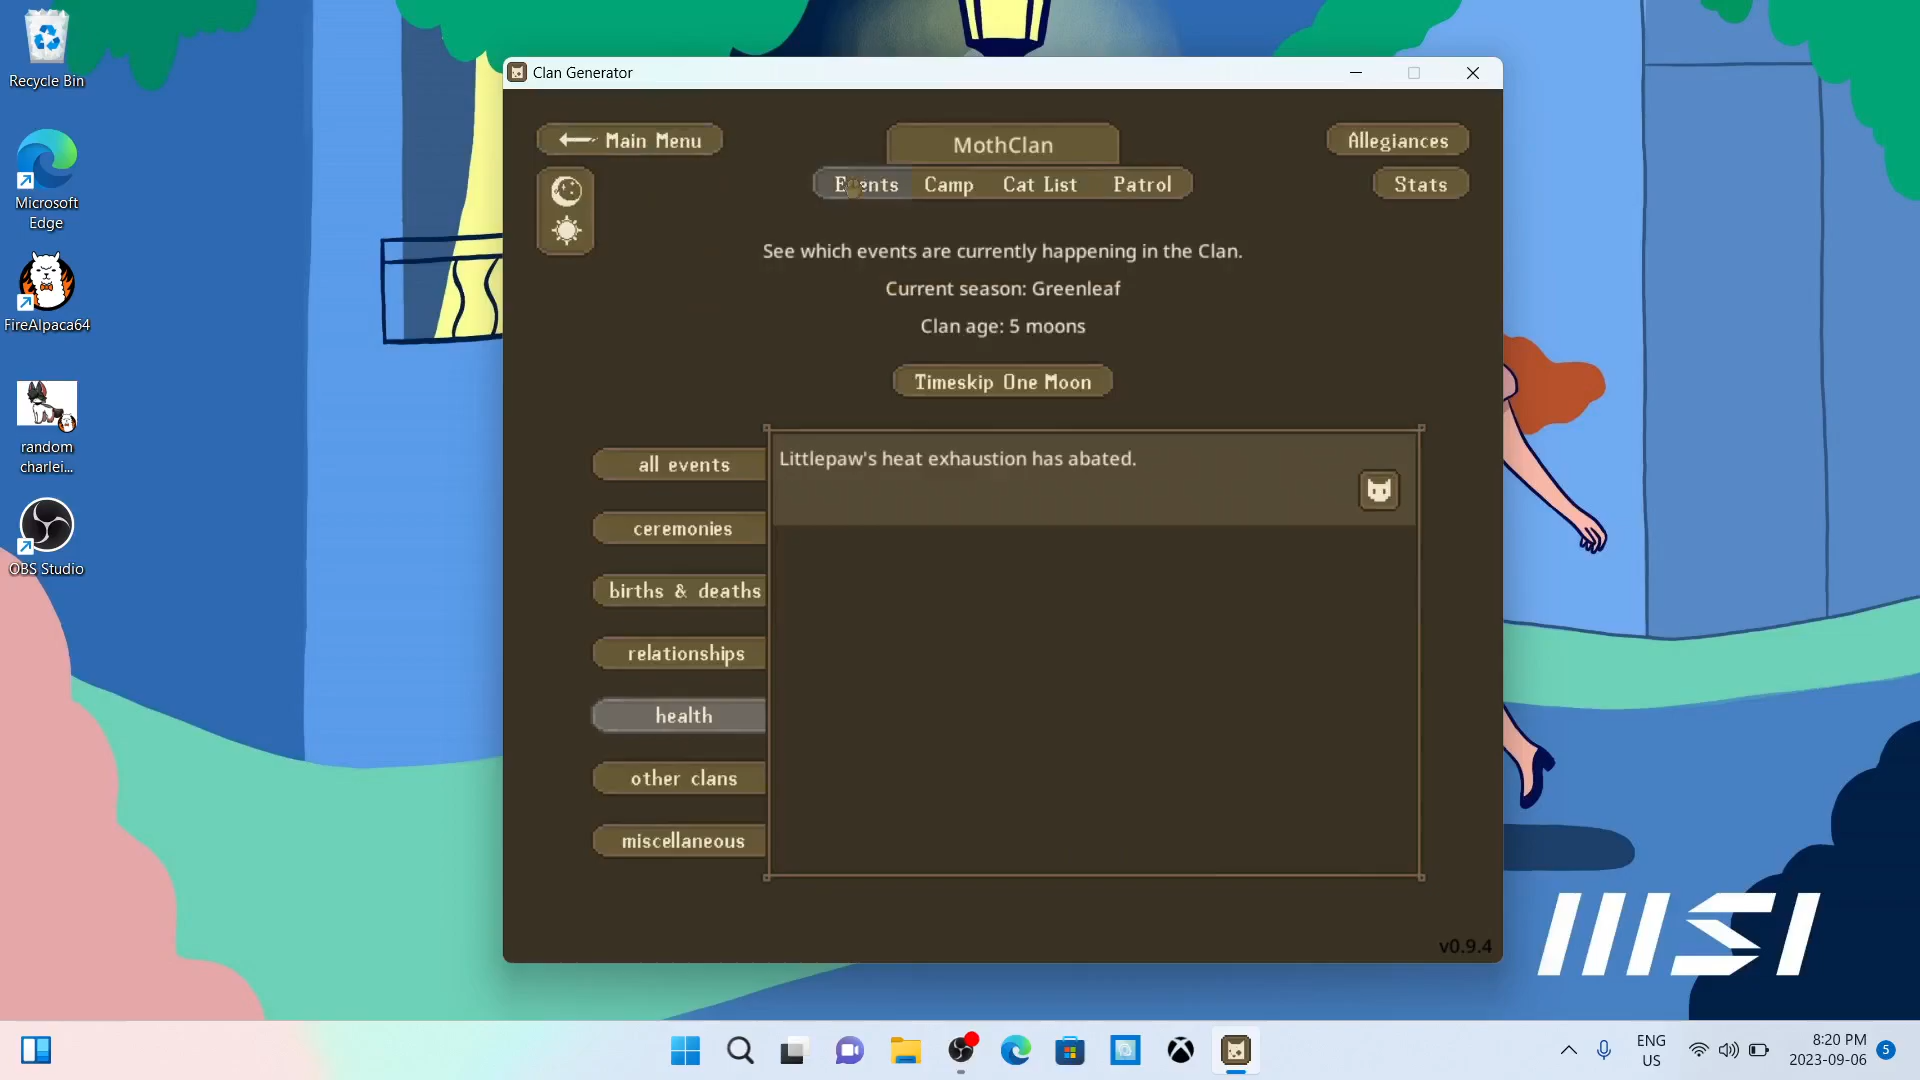 Recycle Bin
Microsoft
Edge
FireAlpaca64
random
charlei...
OBS Studio
Clan Generator
Main Menu
MothClan
Allegiances
Events Camp Cat List Patrol
Stats
See which events are currently happening in the Clan.
Current season: Greenleaf
Clan age: 5 moons
Timeskip One Moon
all events
ceremonies
births & deaths
relationships
health
other clans
miscellaneous
Littlepaw's heat exhaustion has abated.
v0.9.4
msi
ENG
US
8:20 PM
2023-09-06
5